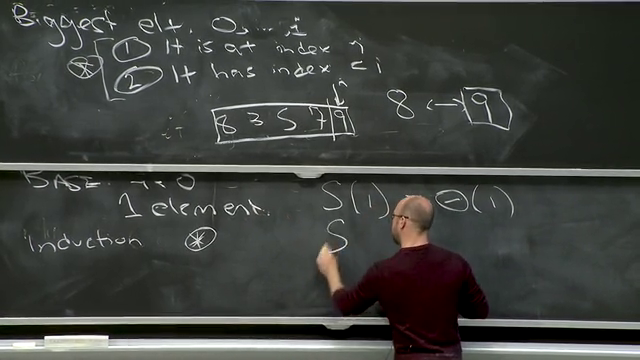 Biggest elt. 0, ..., i
① It is at index i
② It has index < i
8 3 5 7 9
i
8 ↔ 9
BASE i=0
1 element.
S(1) Θ(1)
Induction ⊛
S